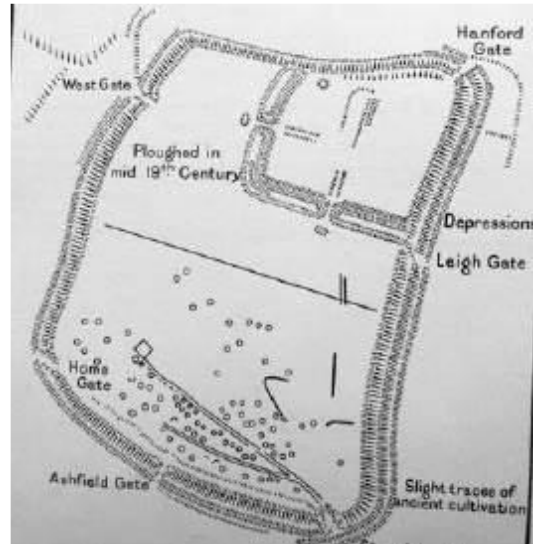 Hanford
Gate
West Gate
Ploughed in
mid 19th Century
Depressions
Leigh Gate
Home
Gate
Ashfield Gate
Slight traces of
ancient cultivation